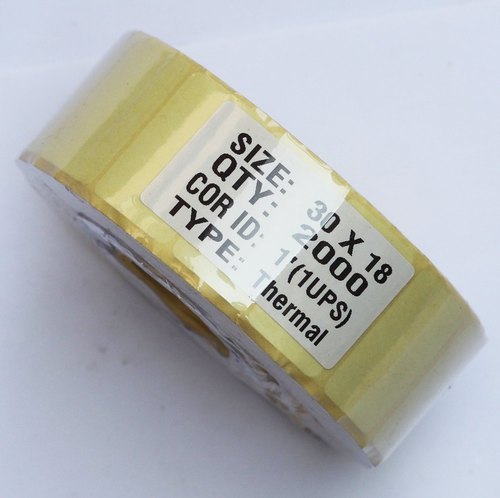 SIZE: 30 X 18
QTY: 2000
COR ID: 1"(1UPS)
TYPE: Thermal